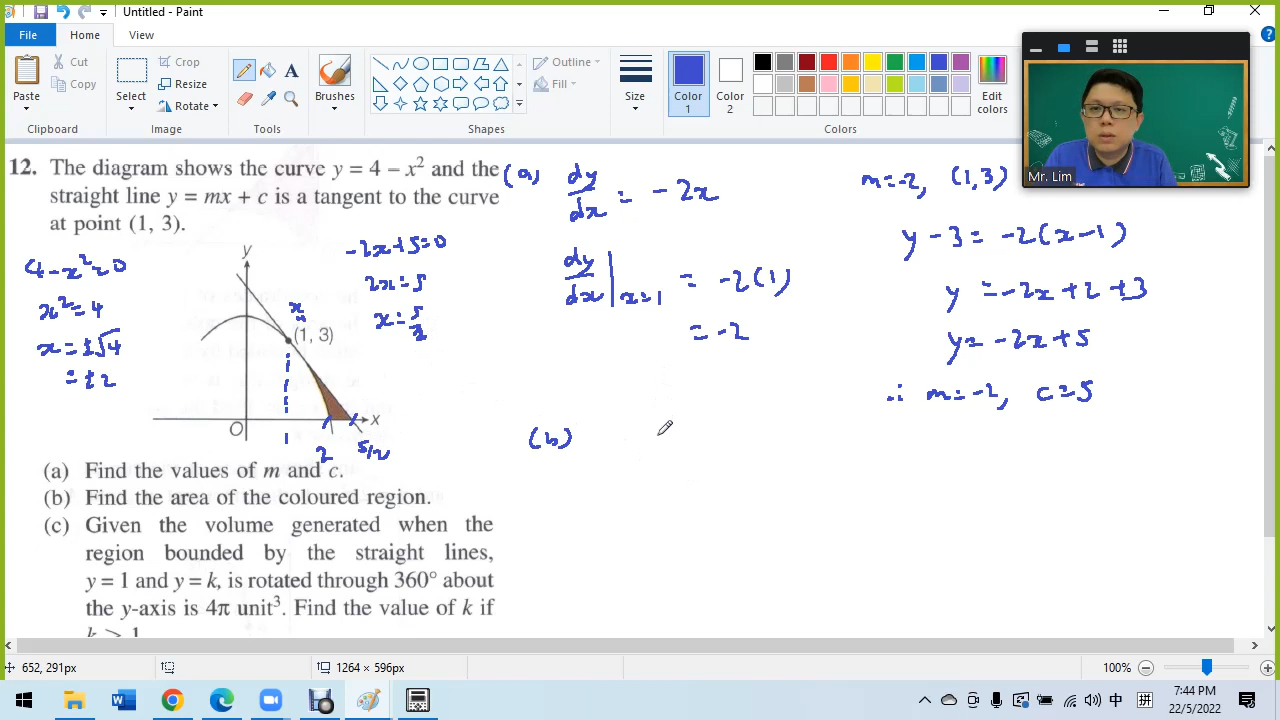 Untitled - Paint
File
Home
View
Paste
Cut
Copy
Clipboard
Select
Crop
Resize
Rotate
Image
A
Tools
Brushes
Shapes
Outline
Fill
Size
Color 1
Color 2
Edit colors
Colors
Mr. Lim
12. The diagram shows the curve y = 4 – x² and the
straight line y = mx + c is a tangent to the curve
at point (1, 3).
4-x²=0
x²=4
x=±√4
=±2
-2x+5=0
2x=5
x=5/2
y
(1, 3)
x
O
1
2
5/2
(a) Find the values of m and c.
(b) Find the area of the coloured region.
(c) Given the volume generated when the
region bounded by the straight lines,
y = 1 and y = k, is rotated through 360° about
the y-axis is 4π unit³. Find the value of k if
k > 1
(a) dy/dx = -2x
dy/dx | x=1 = -2(1)
= -2
m=-2, (1,3)
y-3=-2(x-1)
y =-2x+2+3
y=-2x+5
∴ m=-2, c=5
(b)
652, 291px
1264 × 596px
100%
中
拼
7:44 PM
22/5/2022